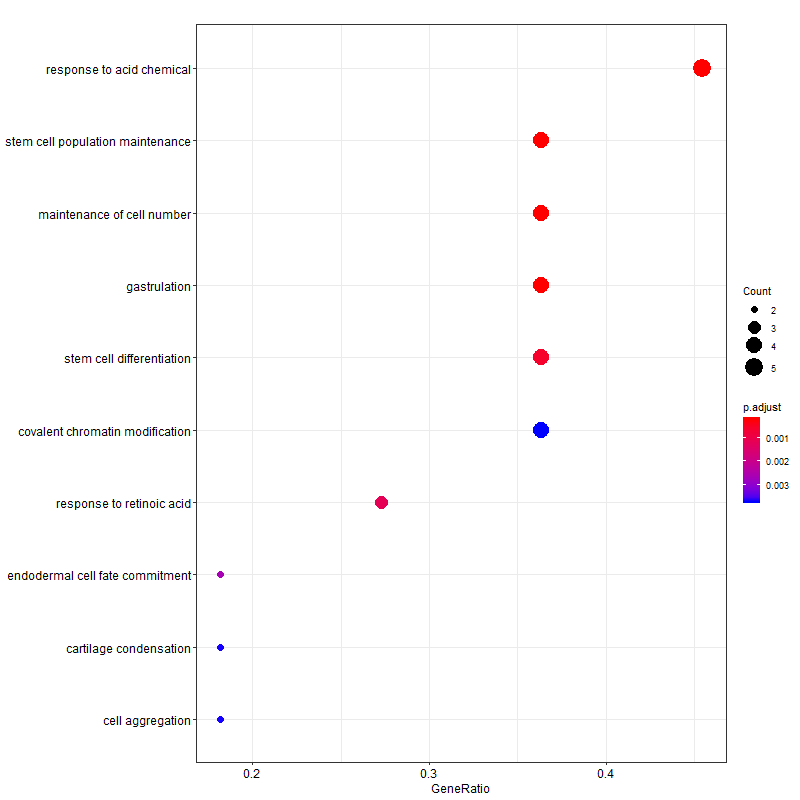 response to acid chemical
stem cell population maintenance
maintenance of cell number
gastrulation
stem cell differentiation
covalent chromatin modification
response to retinoic acid
endodermal cell fate commitment
cartilage condensation
cell aggregation
0.2 0.3 0.4
GeneRatio
Count
2
3
4
5
p.adjust
0.001
0.002
0.003